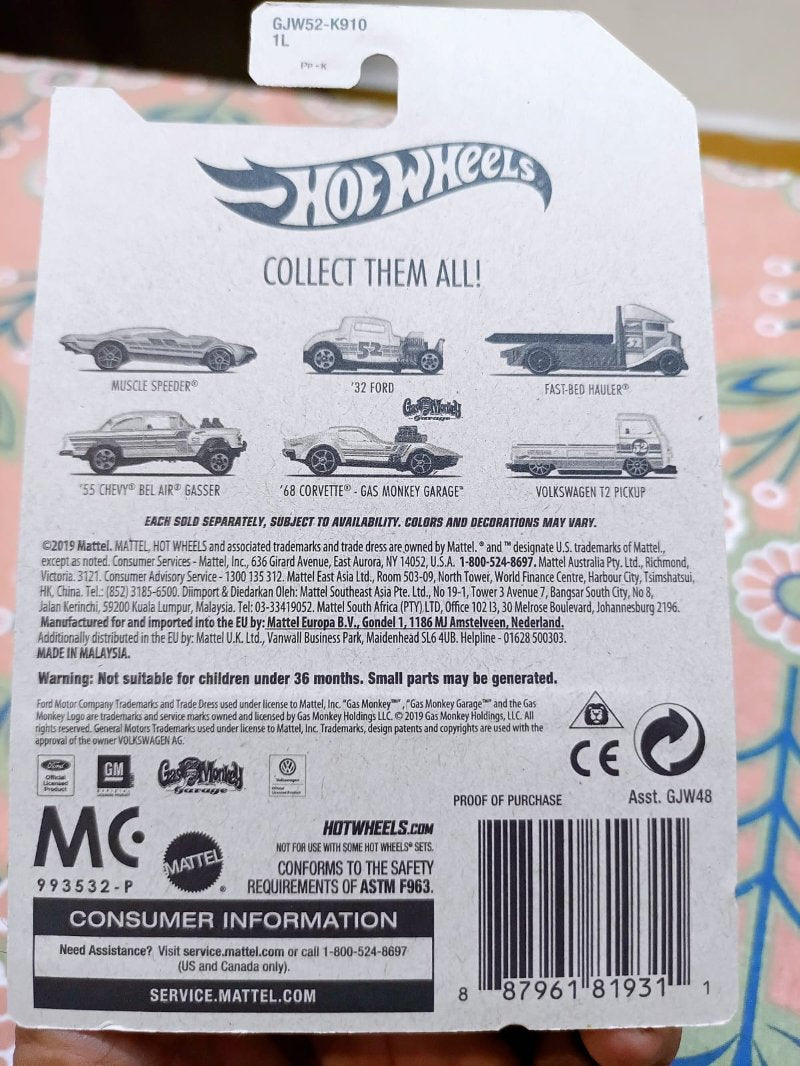 GJW52-K910
1L
PP-K
HOT WHEELS
COLLECT THEM ALL!
MUSCLE SPEEDER®
'32 FORD
FAST-BED HAULER®
Gas Monkey
Garage
'55 CHEVY® BEL AIR® GASSER
'68 CORVETTE® - GAS MONKEY GARAGE™
VOLKSWAGEN T2 PICKUP
EACH SOLD SEPARATELY, SUBJECT TO AVAILABILITY. COLORS AND DECORATIONS MAY VARY.
©2019 Mattel. MATTEL, HOT WHEELS and associated trademarks and trade dress are owned by Mattel. ® and ™ designate U.S. trademarks of Mattel.,
except as noted. Consumer Services - Mattel, Inc., 636 Girard Avenue, East Aurora, NY 14052, U.S.A. 1-800-524-8697. Mattel Australia Pty. Ltd., Richmond,
Victoria. 3121. Consumer Advisory Service - 1300 135 312. Mattel East Asia Ltd., Room 503-09, North Tower, World Finance Centre, Harbour City, Tsimshatsui,
HK, China. Tel.: (852) 3185-6500. Diimport & Diedarkan Oleh: Mattel Southeast Asia Pte. Ltd., No 19-1, Tower 3 Avenue 7, Bangsar South City, No 8,
Jalan Kerinchi, 59200 Kuala Lumpur, Malaysia. Tel: 03-33419052. Mattel South Africa (PTY) LTD, Office 102 I3, 30 Melrose Boulevard, Johannesburg 2196.
Manufactured for and imported into the EU by: Mattel Europa B.V., Gondel 1, 1186 MJ Amstelveen, Nederland.
Additionally distributed in the EU by: Mattel U.K. Ltd., Vanwall Business Park, Maidenhead SL6 4UB. Helpline - 01628 500303.
MADE IN MALAYSIA.
Warning: Not suitable for children under 36 months. Small parts may be generated.
Ford Motor Company Trademarks and Trade Dress used under license to Mattel, Inc. "Gas Monkey™", "Gas Monkey Garage™" and the Gas
Monkey Logo are trademarks and service marks owned and licensed by Gas Monkey Holdings LLC. © 2019 Gas Monkey Holdings, LLC. All
rights reserved. General Motors Trademarks used under license to Mattel, Inc. Trademarks, design patents and copyrights are used with the
approval of the owner VOLKSWAGEN AG.
Ford
Official
Licensed
Product
GM
Gas Monkey
Garage
Volkswagen
CE
PROOF OF PURCHASE
Asst. GJW48
MC
993532-P
MATTEL
HOTWHEELS.COM
NOT FOR USE WITH SOME HOT WHEELS® SETS.
CONFORMS TO THE SAFETY
REQUIREMENTS OF ASTM F963.
CONSUMER INFORMATION
Need Assistance? Visit service.mattel.com or call 1-800-524-8697
(US and Canada only).
SERVICE.MATTEL.COM
8 87961 81931 1